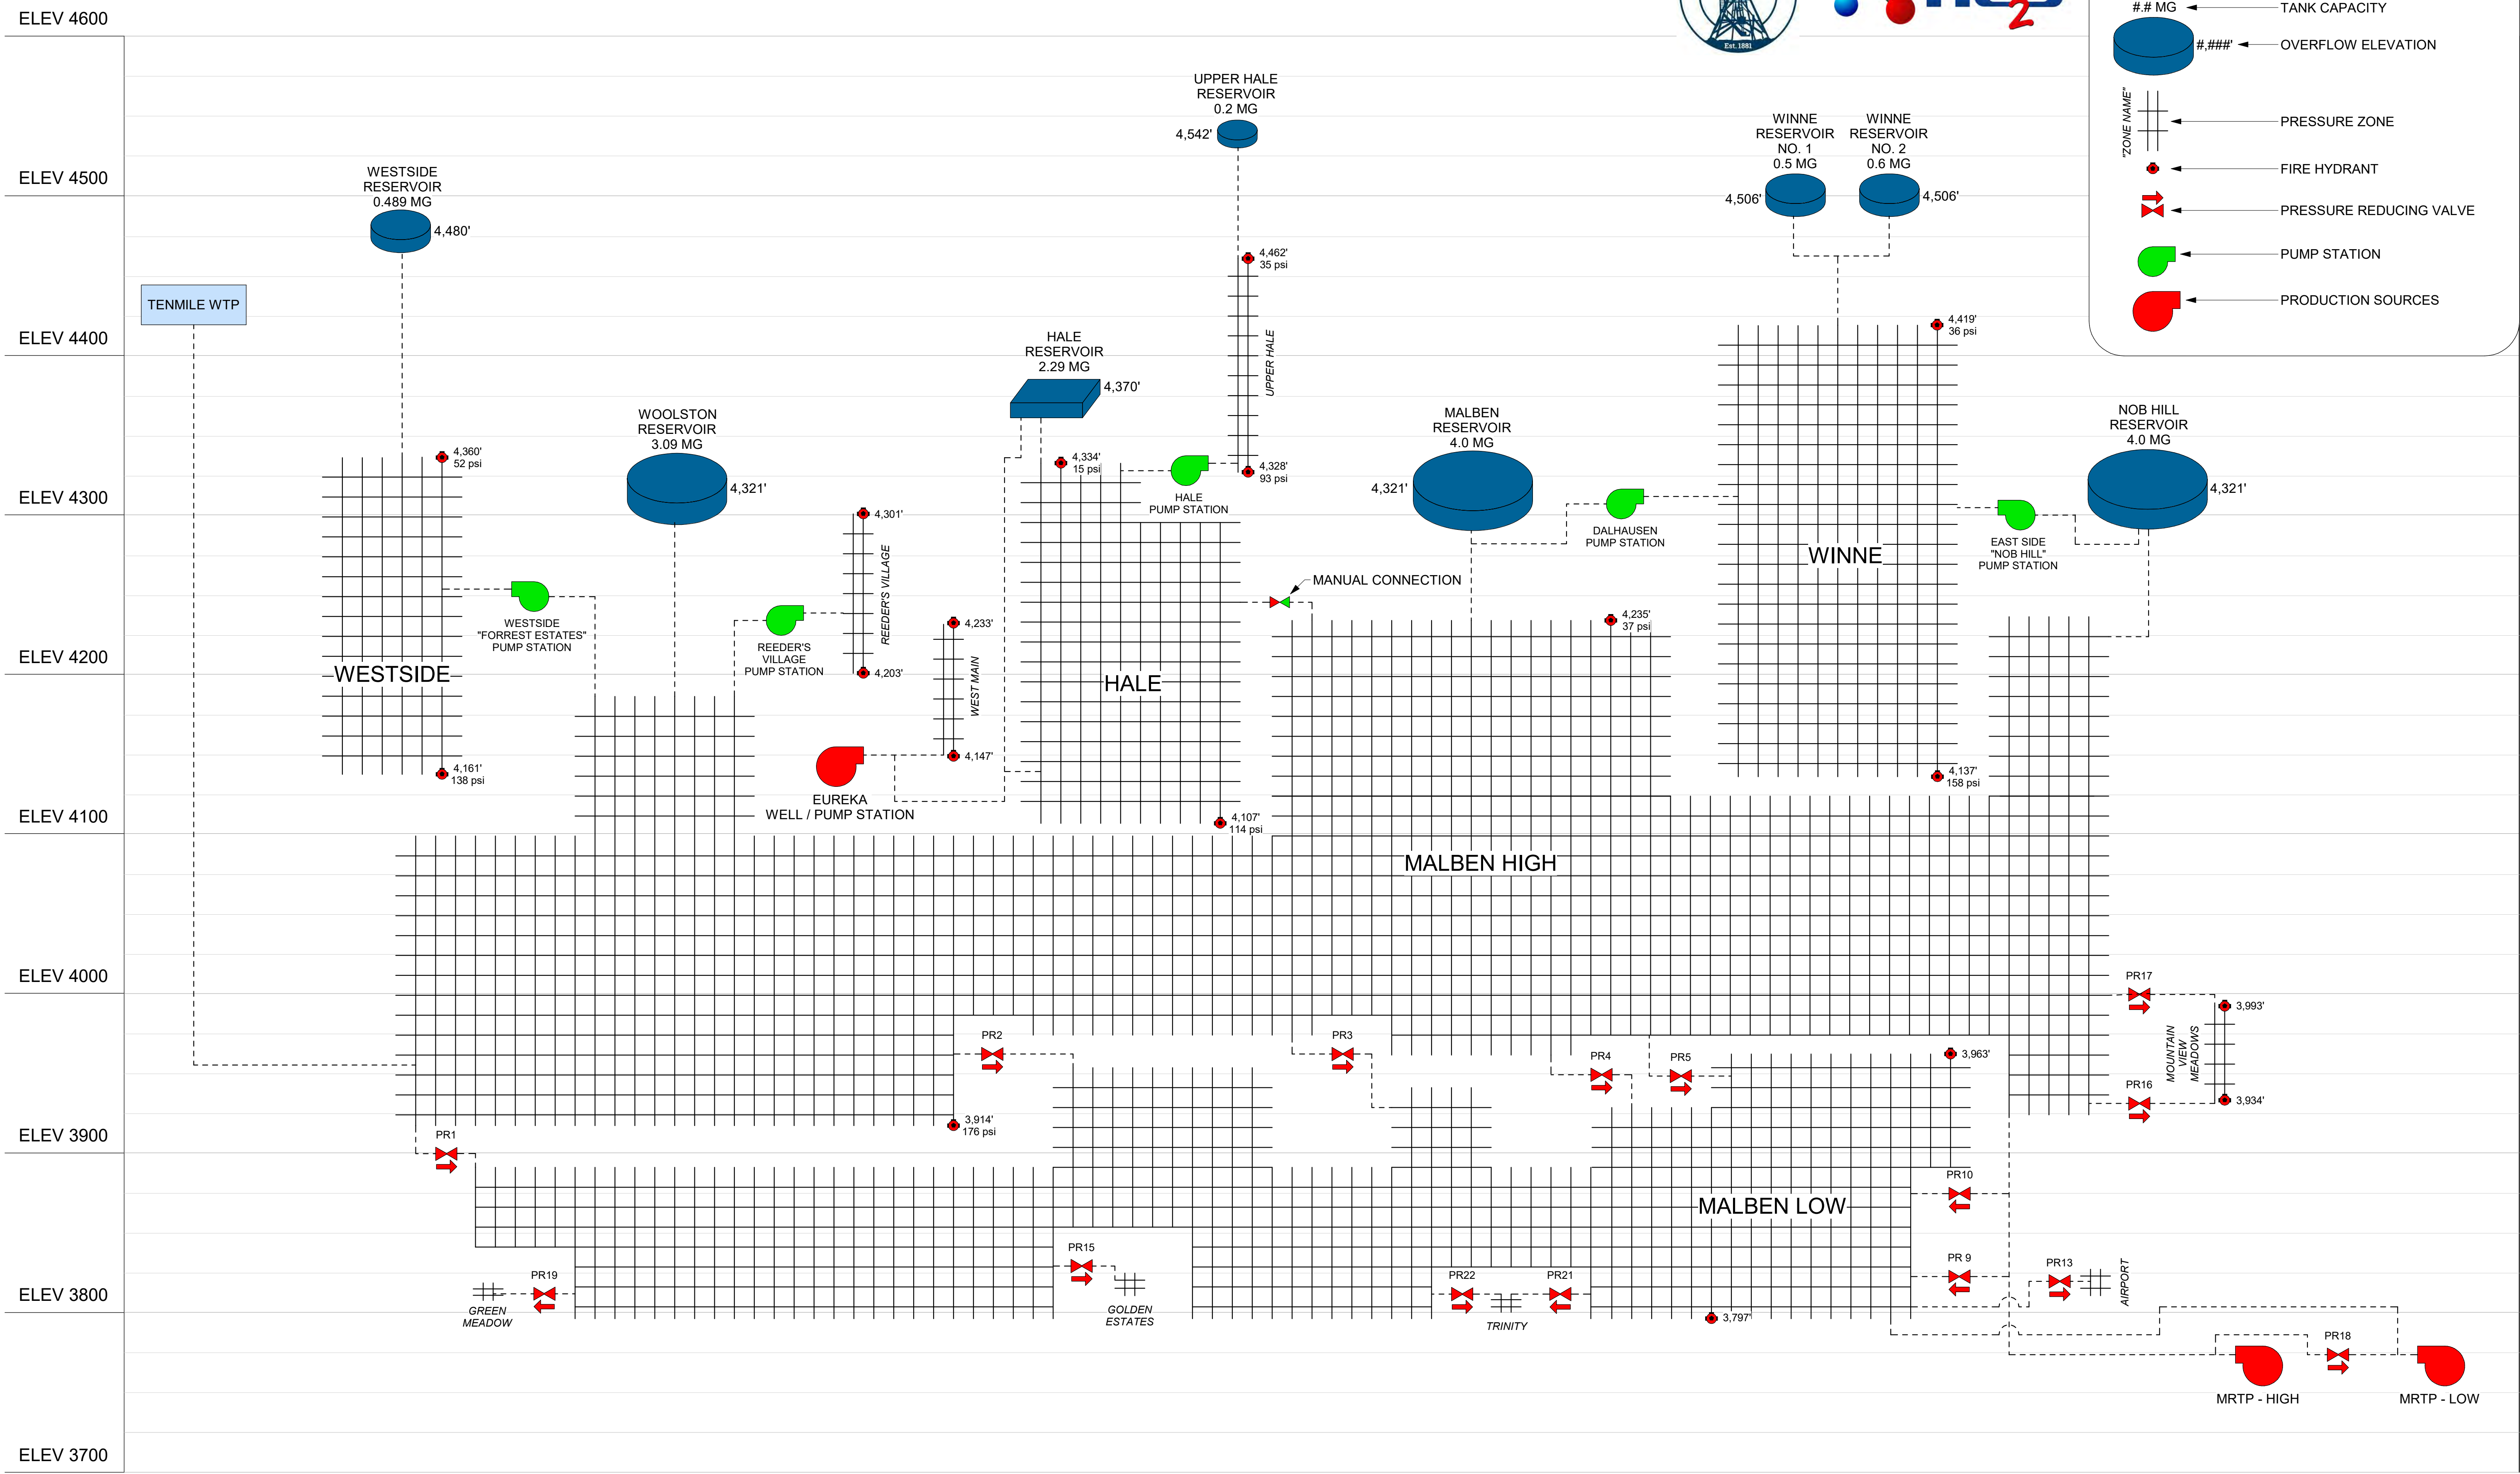 ELEV 4600
ELEV 4500
ELEV 4400
ELEV 4300
ELEV 4200
ELEV 4100
ELEV 4000
ELEV 3900
ELEV 3800
ELEV 3700
Est. 1881
#.# MG
TANK CAPACITY
#,###'
OVERFLOW ELEVATION
"ZONE NAME"
PRESSURE ZONE
FIRE HYDRANT
PRESSURE REDUCING VALVE
PUMP STATION
PRODUCTION SOURCES
TENMILE WTP
WESTSIDE
RESERVOIR
0.489 MG
4,480'
4,360'
52 psi
WESTSIDE
4,161'
138 psi
WESTSIDE
"FORREST ESTATES"
PUMP STATION
WOOLSTON
RESERVOIR
3.09 MG
4,321'
REEDER'S
VILLAGE
PUMP STATION
4,301'
REEDER'S VILLAGE
4,203'
4,233'
WEST MAIN
4,147'
EUREKA
WELL / PUMP STATION
HALE
RESERVOIR
2.29 MG
4,370'
4,334'
15 psi
HALE
4,107'
114 psi
HALE
PUMP STATION
UPPER HALE
RESERVOIR
0.2 MG
4,542'
4,462'
35 psi
UPPER HALE
4,328'
93 psi
MANUAL CONNECTION
MALBEN
RESERVOIR
4.0 MG
4,321'
4,235'
37 psi
DALHAUSEN
PUMP STATION
WINNE
RESERVOIR
NO. 1
0.5 MG
4,506'
WINNE
RESERVOIR
NO. 2
0.6 MG
4,506'
4,419'
36 psi
WINNE
4,137'
158 psi
EAST SIDE
"NOB HILL"
PUMP STATION
NOB HILL
RESERVOIR
4.0 MG
4,321'
MALBEN HIGH
3,914'
176 psi
PR1
PR2
PR3
PR4
PR5
3,963'
PR17
3,993'
MOUNTAIN
VIEW
MEADOWS
PR16
3,934'
MALBEN LOW
PR10
PR 9
PR13
AIRPORT
PR19
GREEN
MEADOW
PR15
GOLDEN
ESTATES
PR22
PR21
TRINITY
3,797'
PR18
MRTP - HIGH
MRTP - LOW